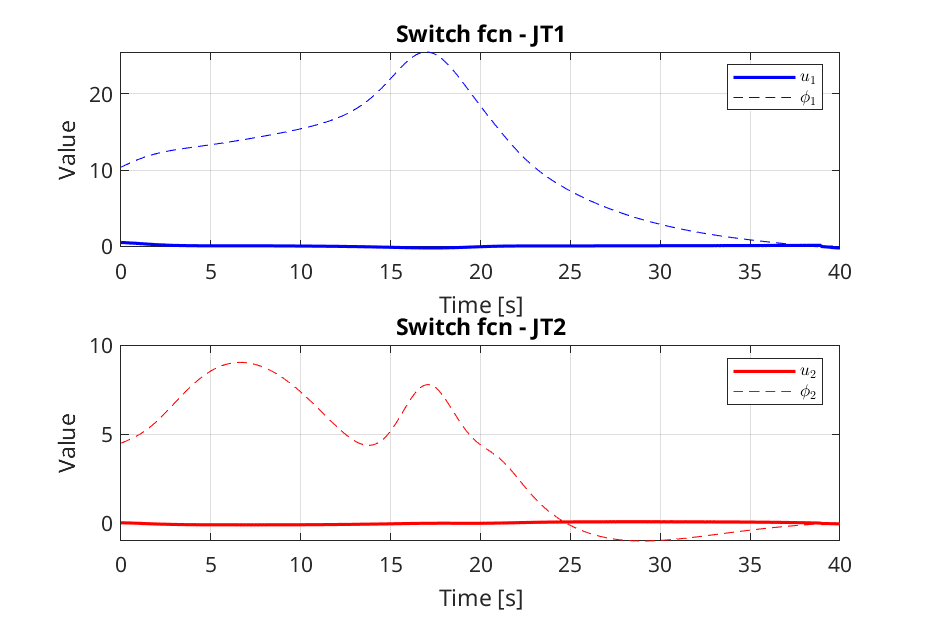 Switch fcn - JT1
Value
20
10
0
u₁
ϕ₁
0 5 10 15 20 25 30 35 40
Time [s]
Switch fcn - JT2
Value
10
5
0
u₂
ϕ₂
0 5 10 15 20 25 30 35 40
Time [s]